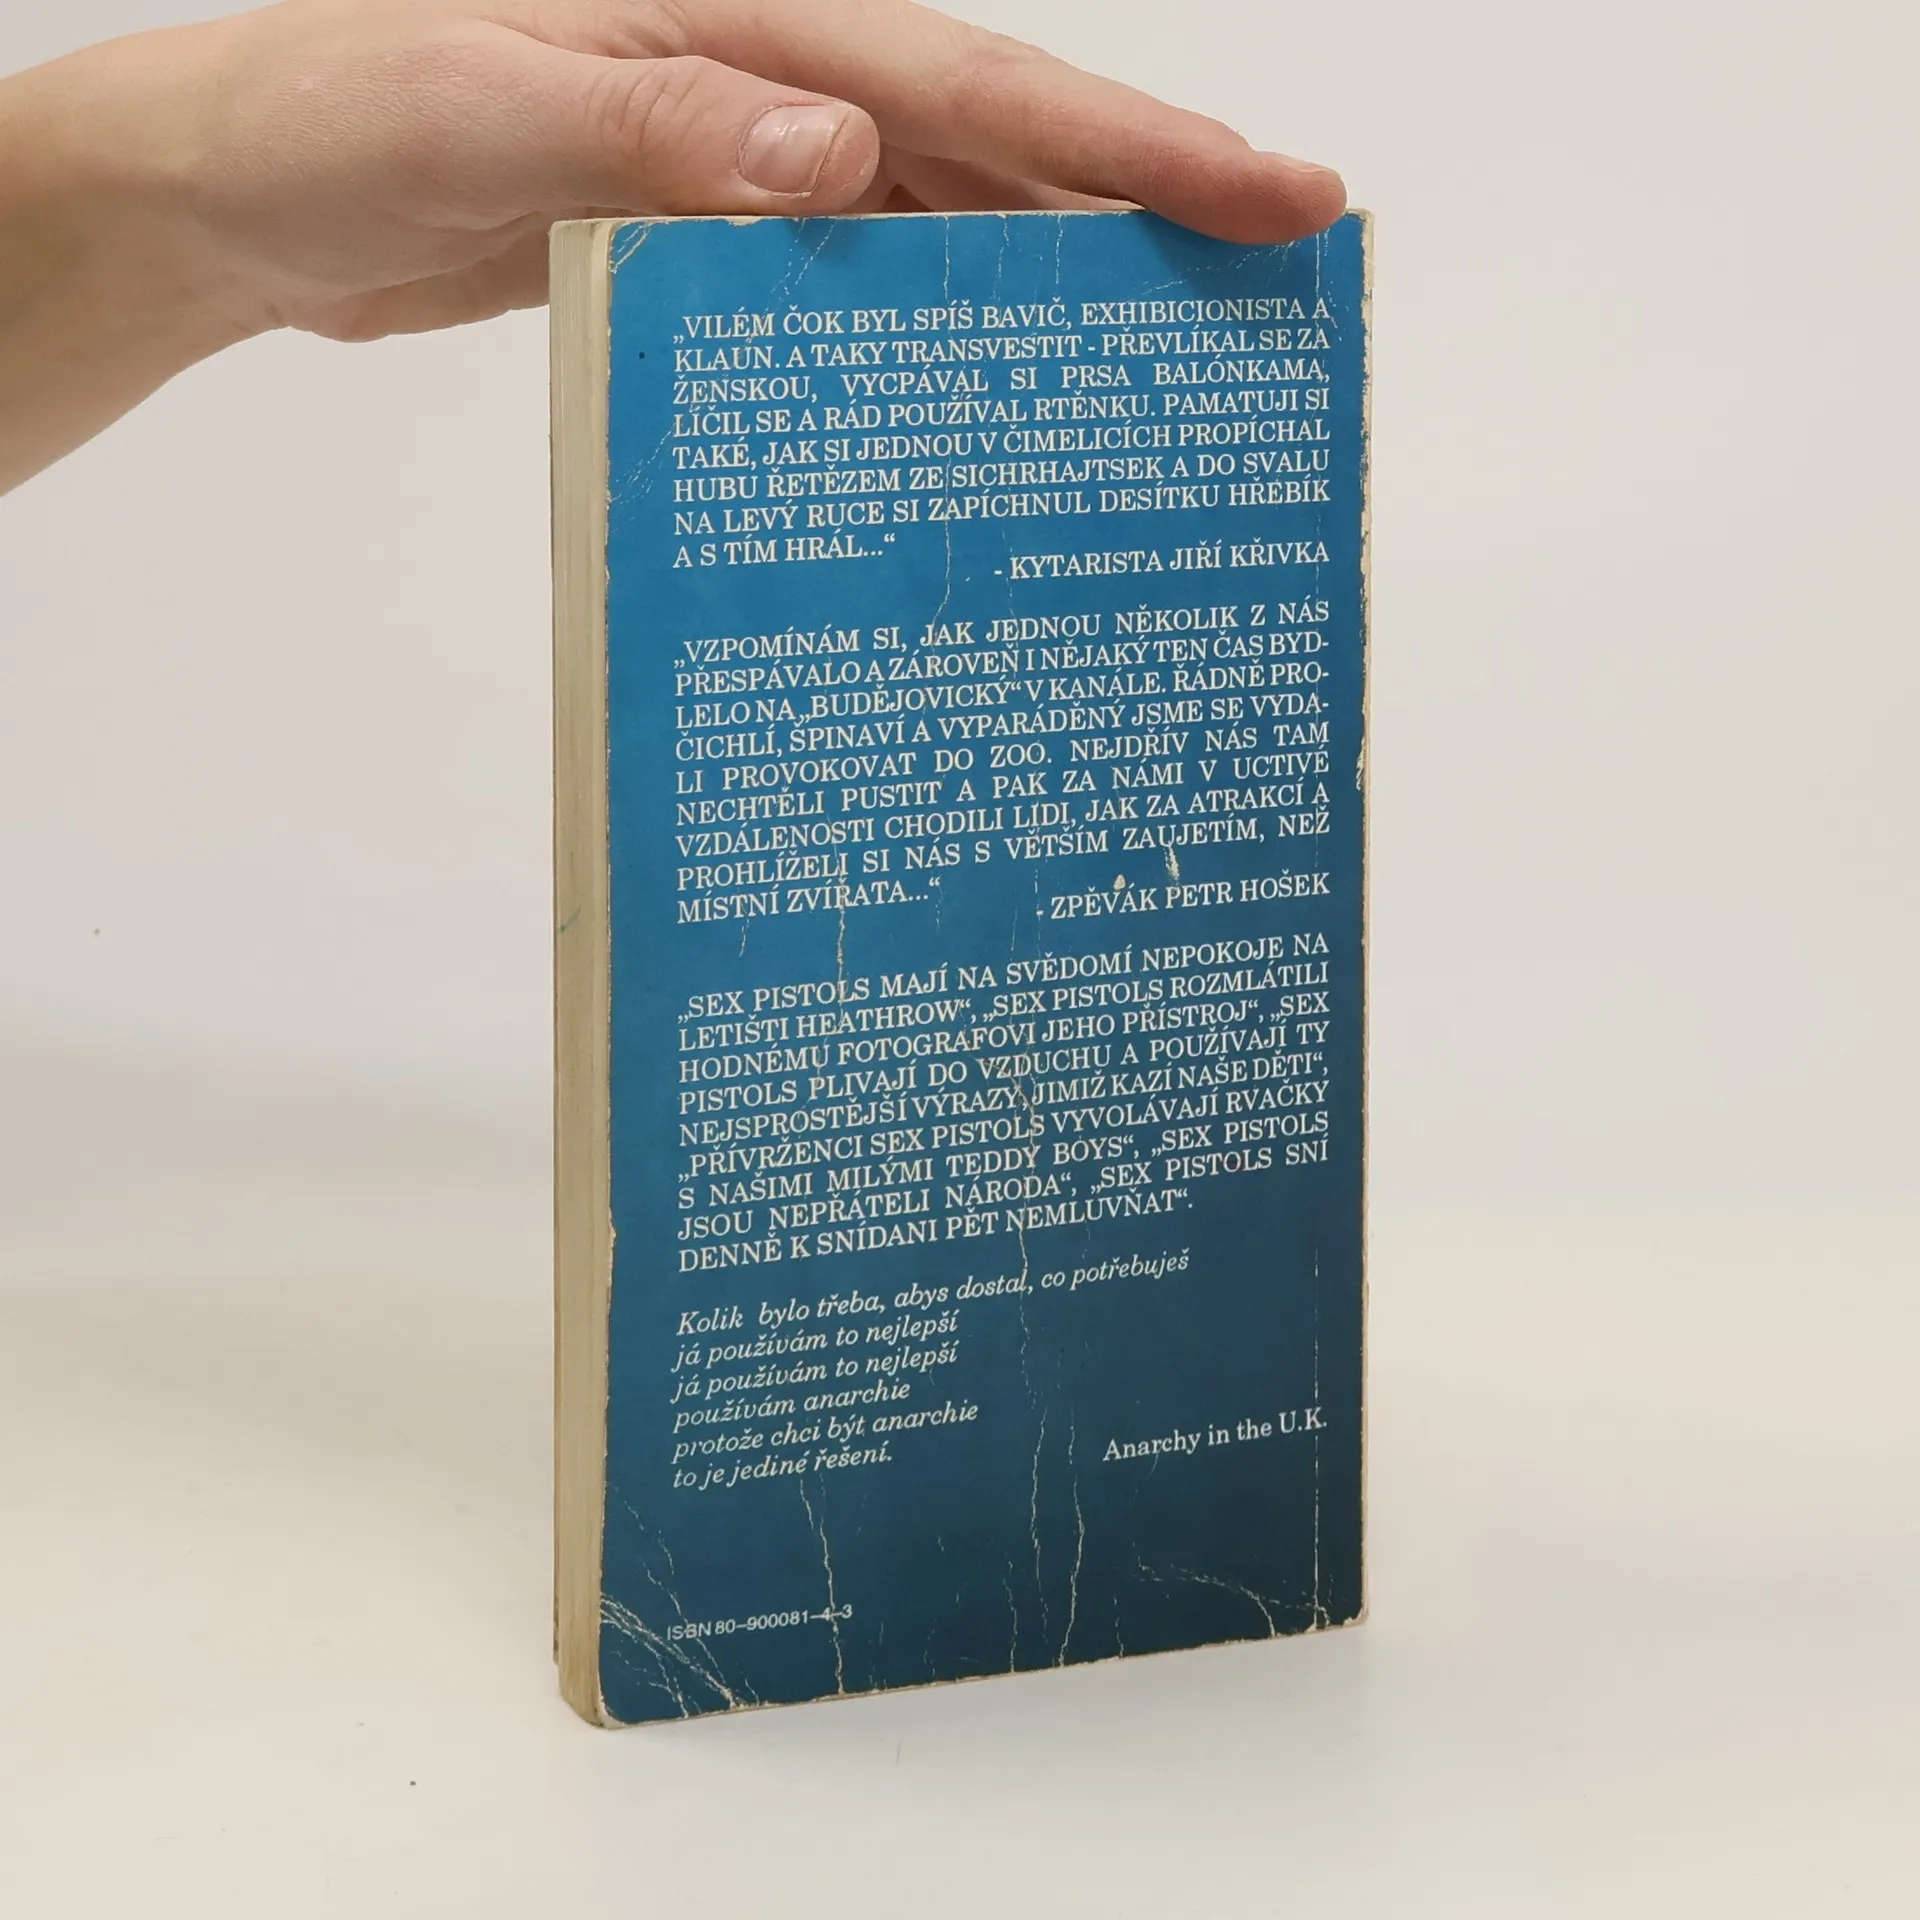 „VILÉM ČOK BYL SPÍŠ BAVIČ, EXHIBICIONISTA A
KLAUN. A TAKY TRANSVESTIT - PŘEVLÍKAL SE ZA
ŽENSKOU, VYCPÁVAL SI PRSA BALÓNKAMA,
LÍČIL SE A RÁD POUŽÍVAL RTĚNKU. PAMATUJI SI
TAKÉ, JAK SI JEDNOU V ČIMELICÍCH PROPÍCHAL
HUBU ŘETĚZEM ZE SICHRHAJTSEK A DO SVALU
NA LEVÝ RUCE SI ZAPÍCHNUL DESÍTKU HŘEBÍK
A S TÍM HRÁL...“
- KYTARISTA JIŘÍ KŘIVKA
„VZPOMÍNÁM SI, JAK JEDNOU NĚKOLIK Z NÁS
PŘESPÁVALO A ZÁROVEŇ I NĚJAKÝ TEN ČAS BYD-
LELO NA „BUDĚJOVICKÝ“ V KANÁLE. ŘÁDNĚ PRO-
ČICHLÍ, ŠPINAVÍ A VYPARÁDĚNÝ JSME SE VYDA-
LI PROVOKOVAT DO ZOO. NEJDŘÍV NÁS TAM
NECHTĚLI PUSTIT A PAK ZA NÁMI V UCTIVÉ
VZDÁLENOSTI CHODILI LIDI, JAK ZA ATRAKCÍ A
PROHLÍŽELI SI NÁS S VĚTŠÍM ZAUJETÍM, NEŽ
MÍSTNÍ ZVÍŘATA...“
- ZPĚVÁK PETR HOŠEK
„SEX PISTOLS MAJÍ NA SVĚDOMÍ NEPOKOJE NA
LETIŠTI HEATHROW“, „SEX PISTOLS ROZMLÁTILI
HODNÉMU FOTOGRAFOVI JEHO PŘÍSTROJ“, „SEX
PISTOLS PLIVAJÍ DO VZDUCHU A POUŽÍVAJÍ TY
NEJSPROSTĚJŠÍ VÝRAZY, JIMIŽ KAZÍ NAŠE DĚTI“,
„PŘÍVRŽENCI SEX PISTOLS VYVOLÁVAJÍ RVAČKY
S NAŠIMI MILÝMI TEDDY BOYS“, „SEX PISTOLS
JSOU NEPŘÁTELI NÁRODA“, „SEX PISTOLS SNÍ
DENNĚ K SNÍDANI PĚT NEMLUVŇAT“.
Kolik bylo třeba, abys dostal, co potřebuješ
já používám to nejlepší
já používám to nejlepší
používám anarchie
protože chci být anarchie
to je jediné řešení.
Anarchy in the U.K.
ISBN 80-900081-4-3